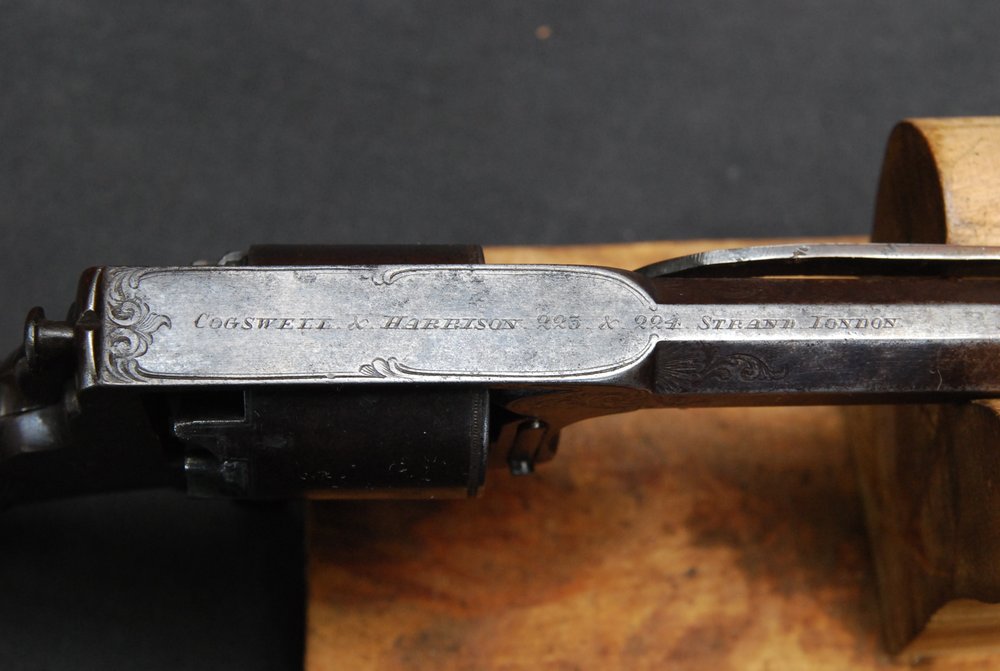 COGSWELL & HARRISON 223 & 224 STRAND LONDON